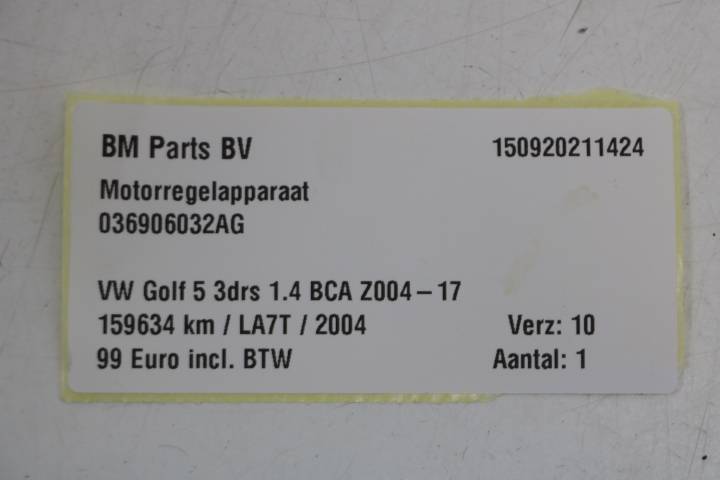 BM Parts BV 150920211424
Motorregelapparaat
036906032AG
VW Golf 5 3drs 1.4 BCA Z004-17
159634 km / LA7T / 2004 Verz: 10
99 Euro incl. BTW Aantal: 1